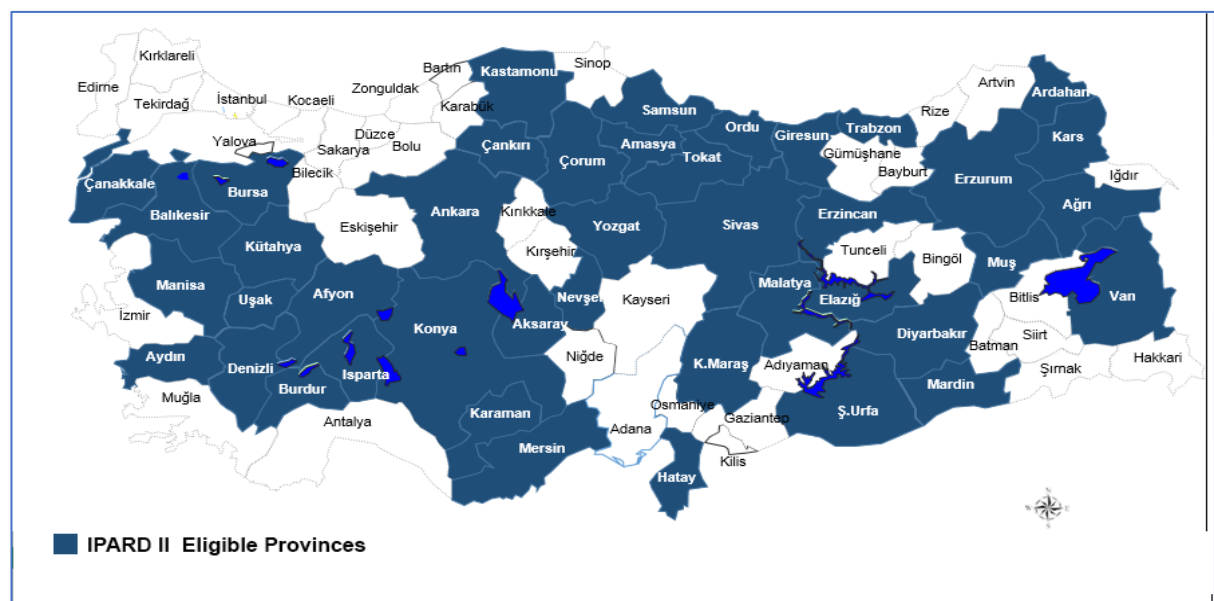 Kırklareli
Edirne
Tekirdağ
İstanbul
Kocaeli
Yalova
Sakarya
Düzce
Bolu
Bilecik
Zonguldak
Bartın
Karabük
Kastamonu
Sinop
Samsun
Ordu
Giresun
Trabzon
Rize
Artvin
Ardahan
Kars
Iğdır
Ağrı
Erzurum
Bayburt
Gümüşhane
Erzincan
Tokat
Amasya
Çorum
Çankırı
Ankara
Kırıkkale
Kırşehir
Yozgat
Sivas
Eskişehir
Bursa
Çanakkale
Balıkesir
Kütahya
Manisa
Uşak
Afyon
İzmir
Aydın
Denizli
Burdur
Isparta
Muğla
Antalya
Konya
Aksaray
Nevşel
Kayseri
Niğde
Karaman
Mersin
Adana
Osmaniye
Hatay
Kilis
Gaziantep
K.Maraş
Adıyaman
Malatya
Elazığ
Tunceli
Bingöl
Muş
Bitlis
Van
Hakkari
Şırnak
Siirt
Batman
Diyarbakır
Mardin
Ş.Urfa
N
W
E
S
IPARD II Eligible Provinces